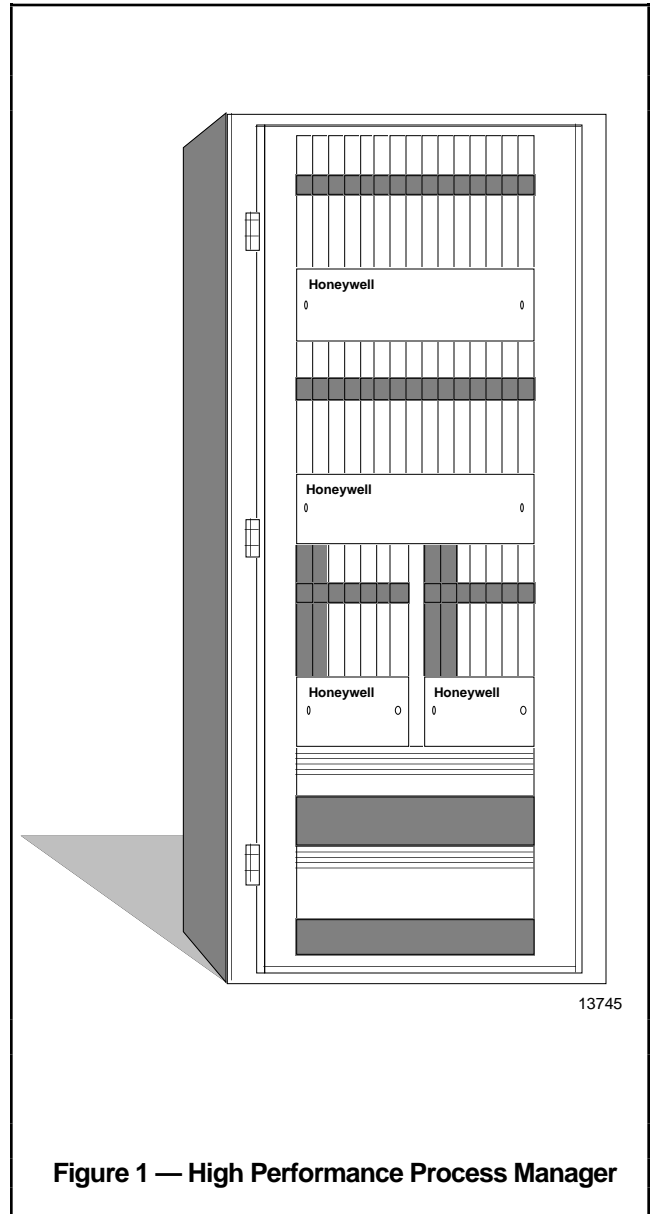 Honeywell
Honeywell
Honeywell Honeywell
13745
Figure 1 — High Performance Process Manager